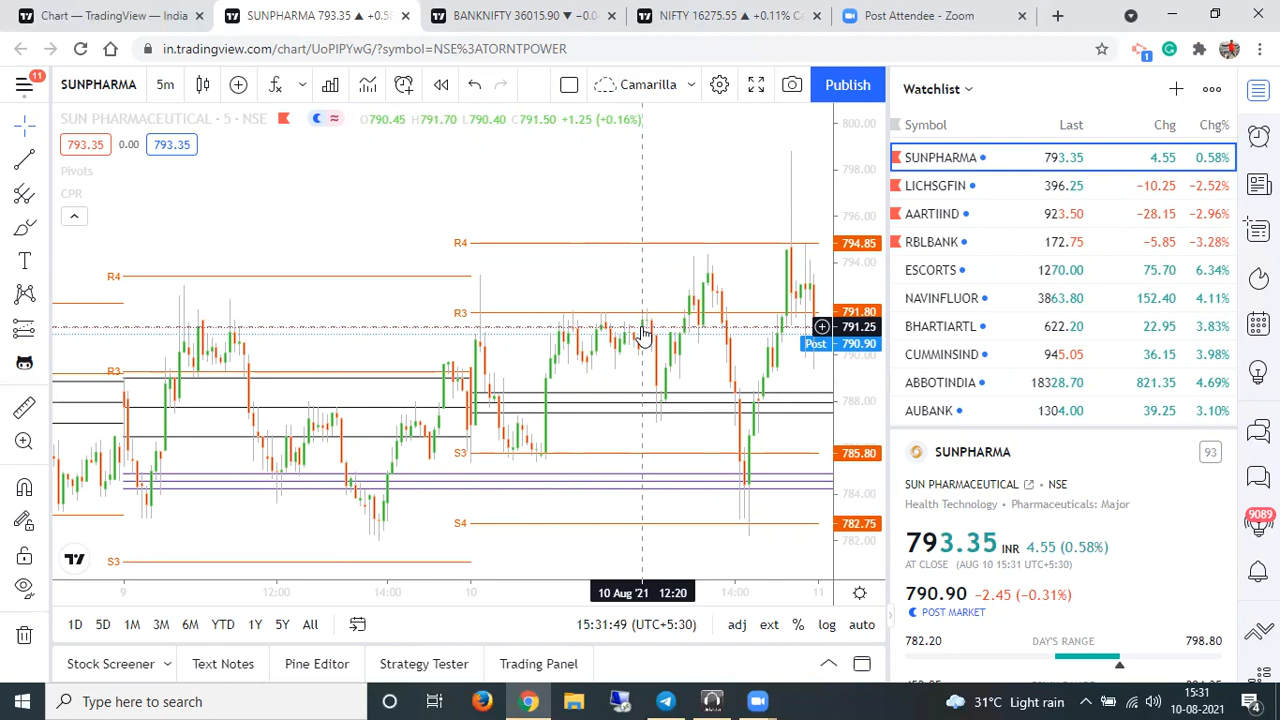 Chart — TradingView — India
SUNPHARMA 793.35 ▲ +0.5
BANKNIFTY 36015.90 ▼ −0.
NIFTY 16275.55 ▲ +0.11% C
Post Attendee - Zoom
in.tradingview.com/chart/UoPIPYwG/?symbol=NSE%3ATORNTPOWER
1
11
SUNPHARMA
5m
Camarilla
Publish
SUN PHARMACEUTICAL · 5 · NSE
O790.45 H791.70 L790.40 C791.50 +1.25 (+0.16%)
793.35 0.00 793.35
Pivots
CPR
R4
R3
S3
R4
R3
S3
S4
800.00
798.00
796.00
794.85
794.00
791.80
791.25
Post 790.90
790.00
788.00
785.80
784.00
782.75
782.00
9 12:00 14:00 10 10 Aug '21 12:20 14:00 11
1D 5D 1M 3M 6M YTD 1Y 5Y All
15:31:49 (UTC+5:30) adj ext % log auto
Stock Screener Text Notes Pine Editor Strategy Tester Trading Panel
Watchlist
Symbol Last Chg Chg%
SUNPHARMA 793.35 4.55 0.58%
LICHSGFIN 396.25 −10.25 −2.52%
AARTIIND 923.50 −28.15 −2.96%
RBLBANK 172.75 −5.85 −3.28%
ESCORTS 1270.00 75.70 6.34%
NAVINFLUOR 3863.80 152.40 4.11%
BHARTIARTL 622.20 22.95 3.83%
CUMMINSIND 945.05 36.15 3.98%
ABBOTINDIA 18328.70 821.35 4.69%
AUBANK 1304.00 39.25 3.10%
SUNPHARMA 93
SUN PHARMACEUTICAL • NSE
Health Technology • Pharmaceuticals: Major
793.35 INR 4.55 (0.58%)
AT CLOSE (AUG 10 15:31 UTC+5:30)
790.90 −2.45 (−0.31%)
POST MARKET
782.20 DAY'S RANGE 798.80
9089
Type here to search
31°C Light rain
15:31
10-08-2021
4